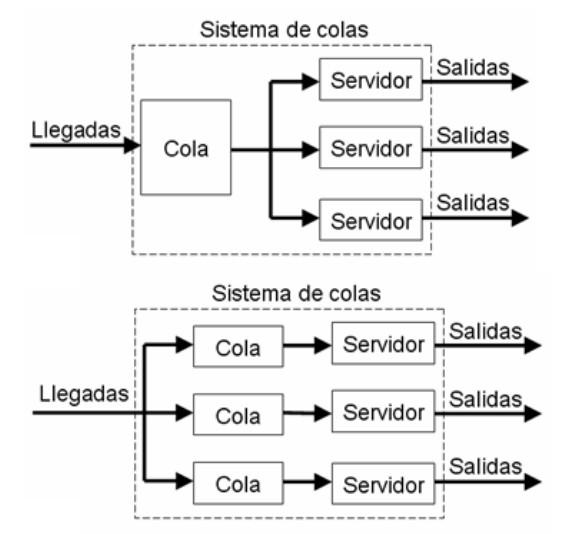 Sistema de colas
Llegadas
Cola
Servidor
Salidas
Servidor
Salidas
Servidor
Salidas
Sistema de colas
Llegadas
Cola
Servidor
Salidas
Cola
Servidor
Salidas
Cola
Servidor
Salidas